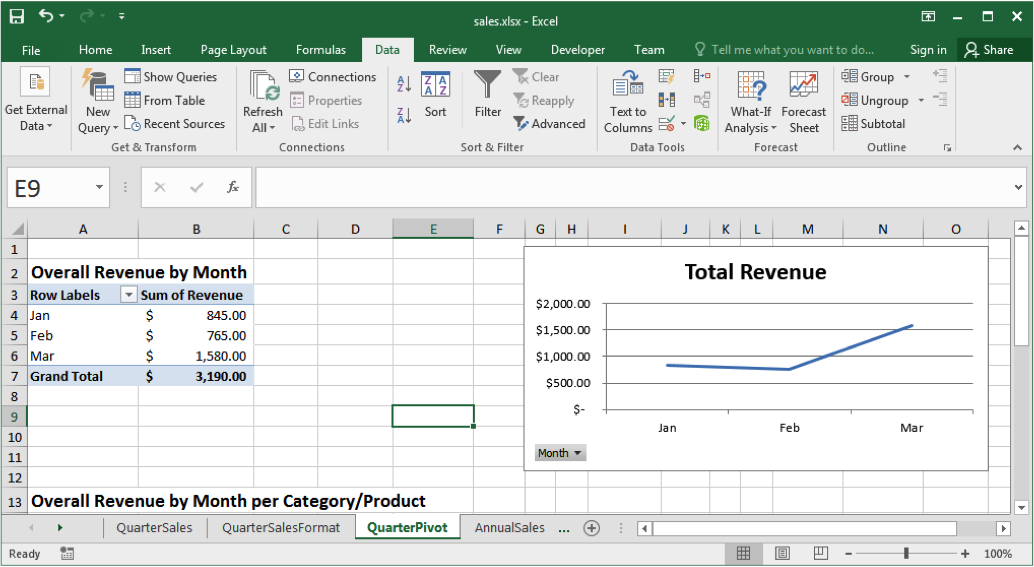 sales.xlsx - Excel
File Home Insert Page Layout Formulas Data Review View Developer Team Tell me what you want to do... Sign in Share
Get External Data
New Query
Show Queries
From Table
Recent Sources
Get & Transform
Refresh All
Connections
Properties
Edit Links
Connections
Sort
Filter
Clear
Reapply
Advanced
Sort & Filter
Text to Columns
Data Tools
What-If Analysis
Forecast Sheet
Forecast
Group
Ungroup
Subtotal
Outline
E9 fx
A B C D E F G H I J K L M N O
1
2 Overall Revenue by Month
3 Row Labels Sum of Revenue
4 Jan $ 845.00
5 Feb $ 765.00
6 Mar $ 1,580.00
7 Grand Total $ 3,190.00
8
9
10
11
12
13 Overall Revenue by Month per Category/Product
Total Revenue
$2,000.00
$1,500.00
$1,000.00
$500.00
$-
Jan Feb Mar
Month
QuarterSales QuarterSalesFormat QuarterPivot AnnualSales ...
Ready 100%